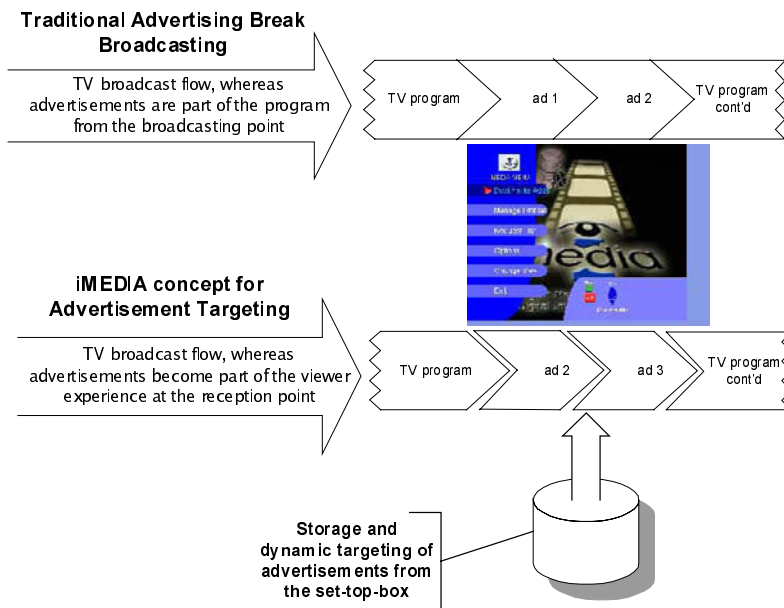 Traditional Advertising Break
Broadcasting
TV broadcast flow, whereas
advertisements are part of the program
from the broadcasting point
TV program
ad 1
ad 2
TV program
cont'd
Options
Exit
media
iMEDIA concept for
Advertisement Targeting
TV broadcast flow, whereas
advertisements become part of the viewer
experience at the reception point
TV program
ad 2
ad 3
TV program
cont'd
Storage and
dynamic targeting of
advertisements from
the set-top-box